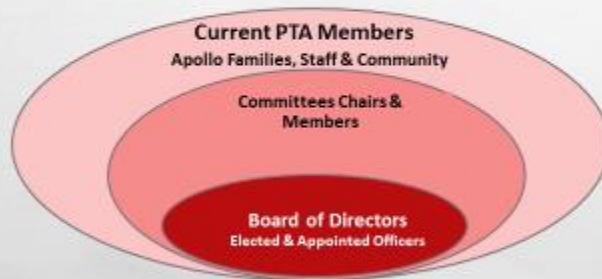 Current PTA Members
Apollo Families, Staff & Community
Committees Chairs &
Members
Board of Directors
Elected & Appointed Officers